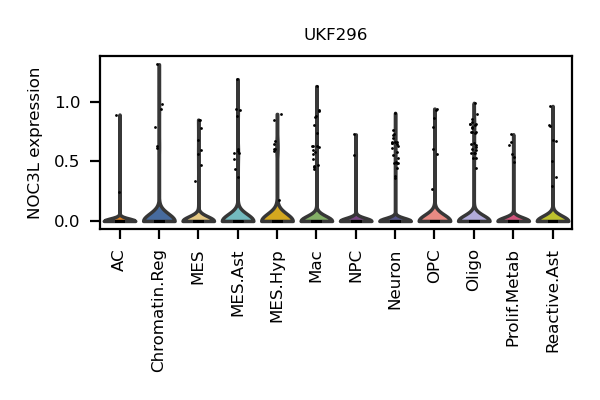 UKF296
NOC3L expression
1.0
0.5
0.0
AC
Chromatin.Reg
MES
MES.Ast
MES.Hyp
Mac
NPC
Neuron
OPC
Oligo
Prolif.Metab
Reactive.Ast